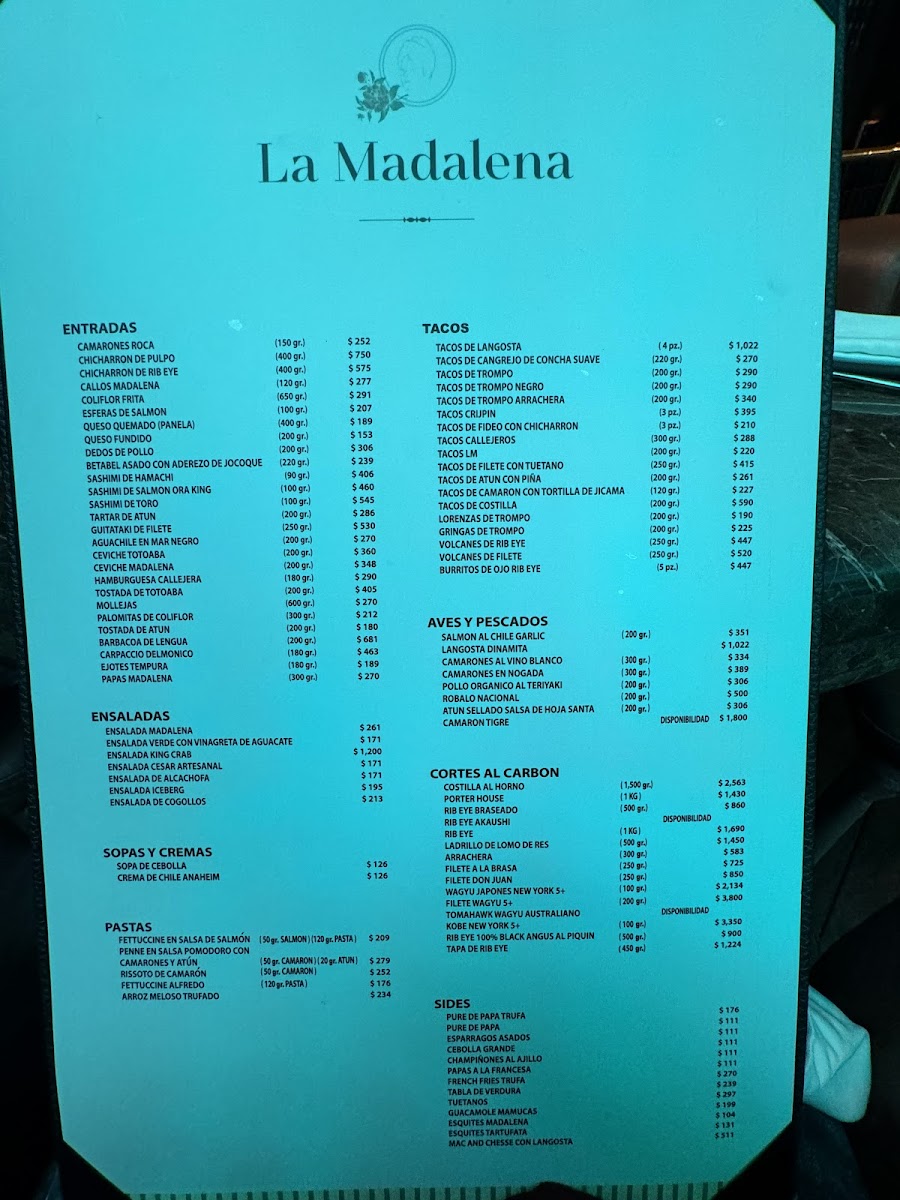 La Madalena
ENTRADAS
CAMARONES ROCA (150 gr.) $ 252
CHICHARRON DE PULPO (400 gr.) $ 750
CHICHARRON DE RIB EYE (400 gr.) $ 575
CALLOS MADALENA (120 gr.) $ 277
COLIFLOR FRITA (650 gr.) $ 291
ESFERAS DE SALMON (100 gr.) $ 207
QUESO QUEMADO (PANELA) (400 gr.) $ 189
QUESO FUNDIDO (200 gr.) $ 153
DEDOS DE POLLO (200 gr.) $ 306
BETABEL ASADO CON ADEREZO DE JOCOQUE (220 gr.) $ 239
SASHIMI DE HAMACHI (90 gr.) $ 406
SASHIMI DE SALMON ORA KING (100 gr.) $ 460
SASHIMI DE TORO (100 gr.) $ 545
TARTAR DE ATUN (200 gr.) $ 286
GUITATAKI DE FILETE (250 gr.) $ 530
AGUACHILE EN MAR NEGRO (200 gr.) $ 270
CEVICHE TOTOABA (200 gr.) $ 360
CEVICHE MADALENA (200 gr.) $ 348
HAMBURGUESA CALLEJERA (180 gr.) $ 290
TOSTADA DE TOTOABA (200 gr.) $ 405
MOLLEJAS (600 gr.) $ 270
PALOMITAS DE COLIFLOR (300 gr.) $ 212
TOSTADA DE ATUN (200 gr.) $ 180
BARBACOA DE LENGUA (200 gr.) $ 681
CARPACCIO DELMONICO (180 gr.) $ 463
EJOTES TEMPURA (180 gr.) $ 189
PAPAS MADALENA (300 gr.) $ 270
ENSALADAS
ENSALADA MADALENA $ 261
ENSALADA VERDE CON VINAGRETA DE AGUACATE $ 171
ENSALADA KING CRAB $ 1,200
ENSALADA CESAR ARTESANAL $ 171
ENSALADA DE ALCACHOFA $ 171
ENSALADA ICEBERG $ 195
ENSALADA DE COGOLLOS $ 213
SOPAS Y CREMAS
SOPA DE CEBOLLA $ 126
CREMA DE CHILE ANAHEIM $ 126
PASTAS
FETTUCCINE EN SALSA DE SALMÓN (50 gr. SALMON) (120 gr. PASTA) $ 209
PENNE EN SALSA POMODORO CON
CAMARONES Y ATÚN (50 gr. CAMARON) (20 gr. ATUN) $ 279
RISSOTO DE CAMARÓN (50 gr. CAMARON) $ 252
FETTUCCINE ALFREDO (120 gr. PASTA) $ 176
ARROZ MELOSO TRUFADO $ 234
TACOS
TACOS DE LANGOSTA (4 pz.) $ 1,022
TACOS DE CANGREJO DE CONCHA SUAVE (220 gr.) $ 270
TACOS DE TROMPO (200 gr.) $ 290
TACOS DE TROMPO NEGRO (200 gr.) $ 290
TACOS DE TROMPO ARRACHERA (200 gr.) $ 340
TACOS CRIJPIN (3 pz.) $ 395
TACOS DE FIDEO CON CHICHARRON (3 pz.) $ 210
TACOS CALLEJEROS (300 gr.) $ 288
TACOS LM (200 gr.) $ 220
TACOS DE FILETE CON TUETANO (250 gr.) $ 415
TACOS DE ATUN CON PIÑA (200 gr.) $ 261
TACOS DE CAMARON CON TORTILLA DE JICAMA (120 gr.) $ 227
TACOS DE COSTILLA (200 gr.) $ 590
LORENZAS DE TROMPO (200 gr.) $ 190
GRINGAS DE TROMPO (200 gr.) $ 225
VOLCANES DE RIB EYE (250 gr.) $ 447
VOLCANES DE FILETE (250 gr.) $ 520
BURRITOS DE OJO RIB EYE (5 pz.) $ 447
AVES Y PESCADOS
SALMON AL CHILE GARLIC (200 gr.) $ 351
LANGOSTA DINAMITA $ 1,022
CAMARONES AL VINO BLANCO (300 gr.) $ 334
CAMARONES EN NOGADA (300 gr.) $ 389
POLLO ORGANICO AL TERIYAKI (200 gr.) $ 306
ROBALO NACIONAL (200 gr.) $ 500
ATUN SELLADO SALSA DE HOJA SANTA (200 gr.) $ 306
CAMARON TIGRE DISPONIBILIDAD $ 1,800
CORTES AL CARBON
COSTILLA AL HORNO (1,500 gr.) $ 2,563
PORTER HOUSE (1 KG) $ 1,430
RIB EYE BRASEADO (500 gr.) $ 860
RIB EYE AKAUSHI DISPONIBILIDAD
RIB EYE (1 KG) $ 1,690
LADRILLO DE LOMO DE RES (500 gr.) $ 1,450
ARRACHERA (300 gr.) $ 583
FILETE A LA BRASA (250 gr.) $ 725
FILETE DON JUAN (250 gr.) $ 850
WAGYU JAPONES NEW YORK 5+ (100 gr.) $ 2,134
FILETE WAGYU 5+ (200 gr.) $ 3,800
TOMAHAWK WAGYU AUSTRALIANO DISPONIBILIDAD
KOBE NEW YORK 5+ (100 gr.) $ 3,350
RIB EYE 100% BLACK ANGUS AL PIQUIN (500 gr.) $ 900
TAPA DE RIB EYE (450 gr.) $ 1,224
SIDES
PURE DE PAPA TRUFA $ 176
PURE DE PAPA $ 111
ESPARRAGOS ASADOS $ 111
CEBOLLA GRANDE $ 111
CHAMPIÑONES AL AJILLO $ 111
PAPAS A LA FRANCESA $ 111
FRENCH FRIES TRUFA $ 270
TABLA DE VERDURA $ 239
TUETANOS $ 297
GUACAMOLE MAMUCAS $ 199
ESQUITES MADALENA $ 104
ESQUITES TARTUFATA $ 131
MAC AND CHESSE CON LANGOSTA $ 311